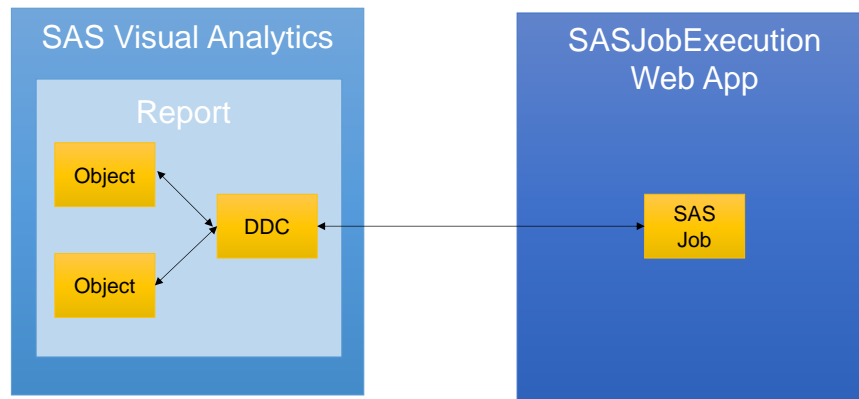 SAS Visual Analytics
Report
Object
Object
DDC
SASJobExecution
Web App
SAS
Job